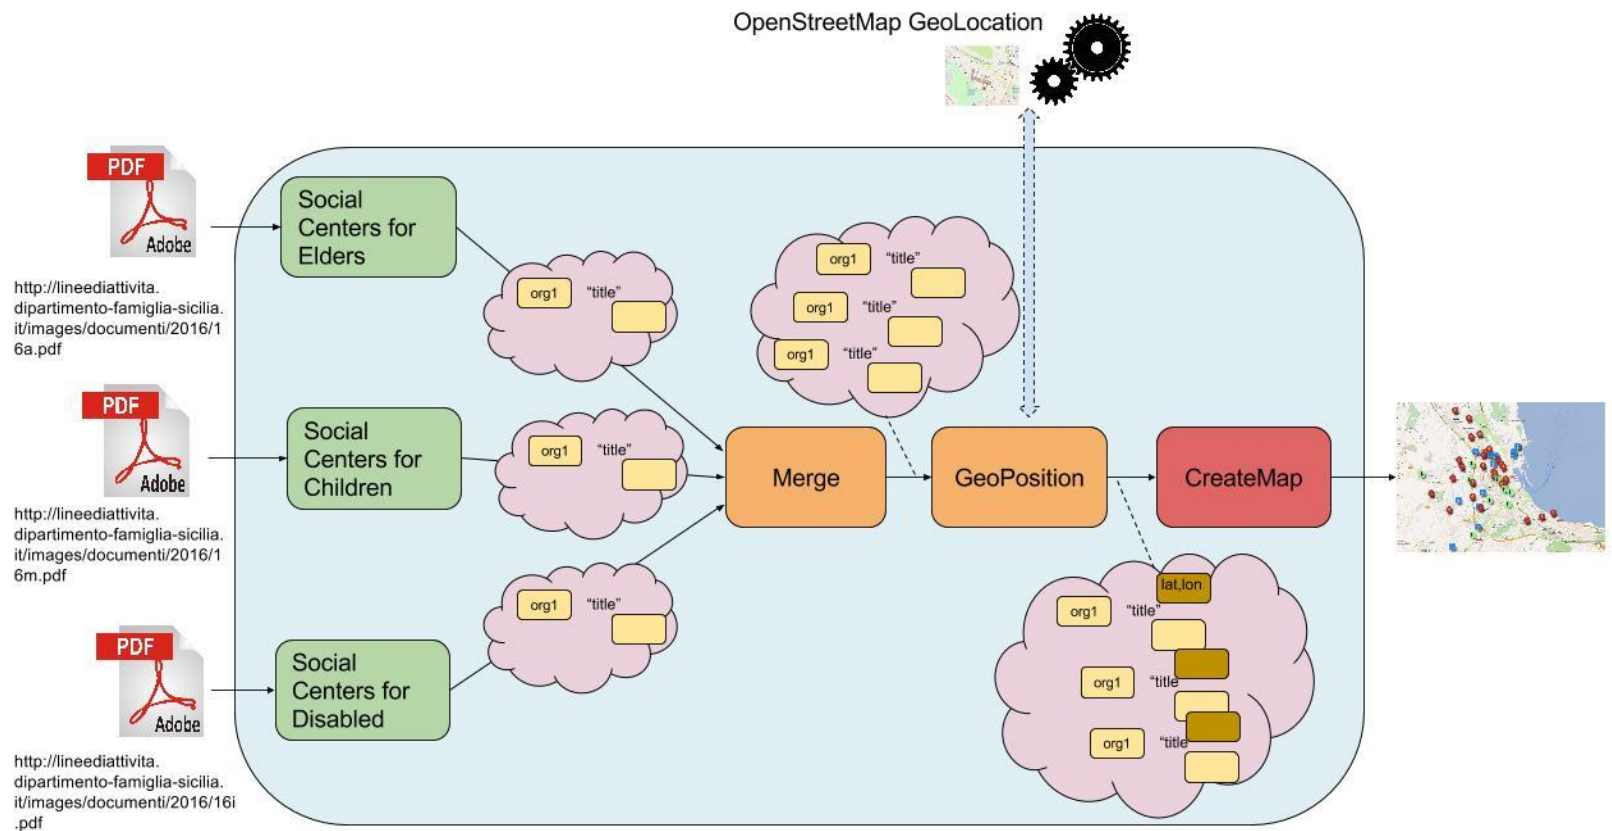 OpenStreetMap GeoLocation
PDF
Adobe
http://lineediattivita.
dipartimento-famiglia-sicilia.
it/images/documenti/2016/1
6a.pdf
Social
Centers for
Elders
org1 “title”
PDF
Adobe
http://lineediattivita.
dipartimento-famiglia-sicilia.
it/images/documenti/2016/1
6m.pdf
Social
Centers for
Children
org1 “title”
PDF
Adobe
http://lineediattivita.
dipartimento-famiglia-sicilia.
it/images/documenti/2016/16i
.pdf
Social
Centers for
Disabled
org1 “title”
Merge
org1 “title”
org1 “title”
org1 “title”
GeoPosition
lat,lon
org1 “title”
org1 “title
org1 “title
CreateMap